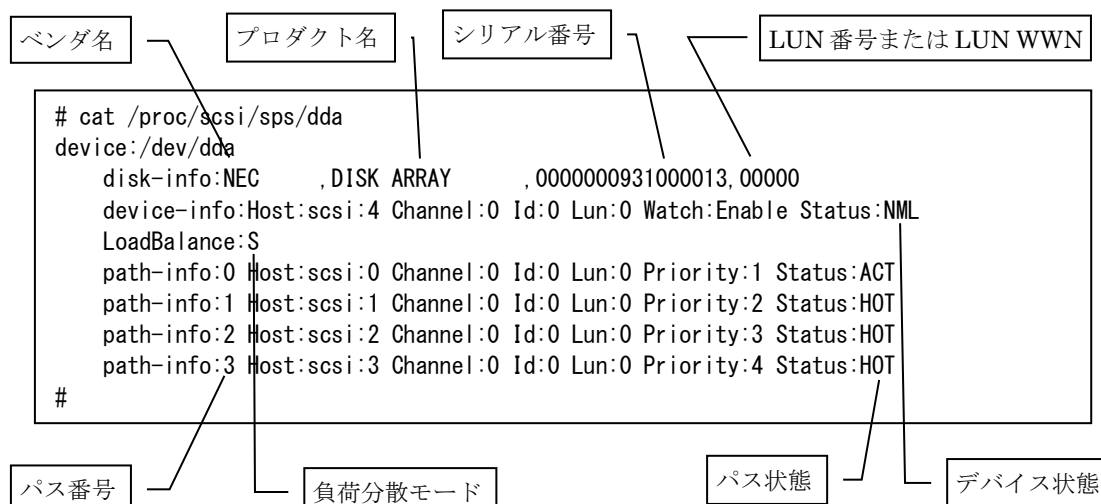 ベンダ名
プロダクト名
シリアル番号
LUN 番号または LUN WWN
# cat /proc/scsi/sps/dda
device:/dev/dda
disk-info:NEC ,DISK ARRAY ,0000000931000013,00000
device-info:Host:scsi:4 Channel:0 Id:0 Lun:0 Watch:Enable Status:NML
LoadBalance:S
path-info:0 Host:scsi:0 Channel:0 Id:0 Lun:0 Priority:1 Status:ACT
path-info:1 Host:scsi:1 Channel:0 Id:0 Lun:0 Priority:2 Status:HOT
path-info:2 Host:scsi:2 Channel:0 Id:0 Lun:0 Priority:3 Status:HOT
path-info:3 Host:scsi:3 Channel:0 Id:0 Lun:0 Priority:4 Status:HOT
#
パス番号
負荷分散モード
パス状態
デバイス状態